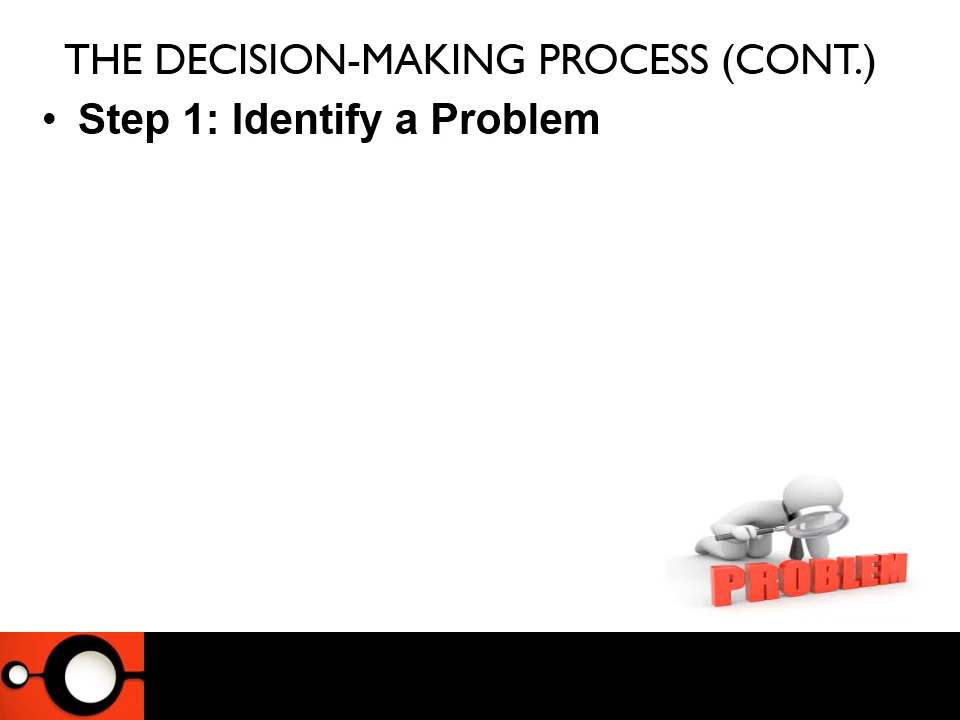 THE DECISION-MAKING PROCESS (CONT.)
• Step 1: Identify a Problem
PROBLEM